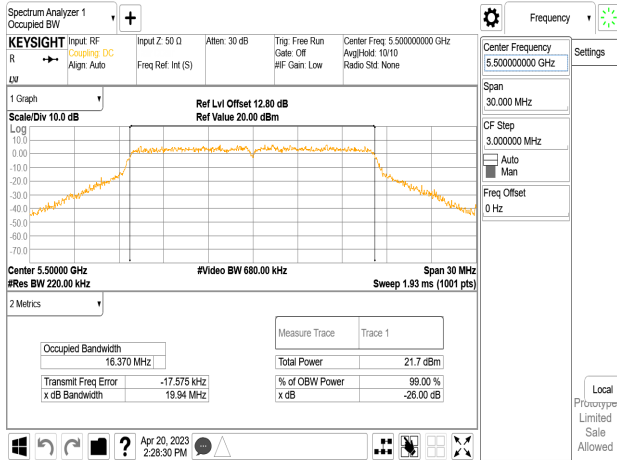 Spectrum Analyzer 1
Occupied BW
Frequency
KEYSIGHT
R
LXI
Input: RF
Coupling: DC
Align: Auto
Input Z: 50 Ω
Freq Ref: Int (S)
Atten: 30 dB
Trig: Free Run
Gate: Off
#IF Gain: Low
Center Freq: 5.500000000 GHz
Avg|Hold: 10/10
Radio Std: None
Center Frequency
5.500000000 GHz
Settings
Span
30.000 MHz
CF Step
3.000000 MHz
Auto
Man
Freq Offset
0 Hz
1 Graph
Scale/Div 10.0 dB
Ref Lvl Offset 12.80 dB
Ref Value 20.00 dBm
Log
10.0
0.00
-10.0
-20.0
-30.0
-40.0
-50.0
-60.0
-70.0
Center 5.50000 GHz
#Video BW 680.00 kHz
Span 30 MHz
#Res BW 220.00 kHz
Sweep 1.93 ms (1001 pts)
2 Metrics
Measure Trace
Trace 1
Occupied Bandwidth
16.370 MHz
Total Power
21.7 dBm
Transmit Freq Error
-17.575 kHz
% of OBW Power
99.00 %
x dB Bandwidth
19.94 MHz
x dB
-26.00 dB
Local
Prototype
Limited
Sale
Allowed
?
Apr 20, 2023
2:28:30 PM